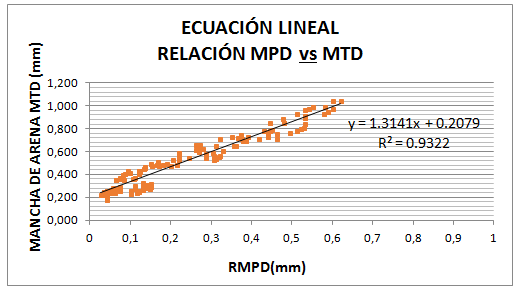 ECUACIÓN LINEAL
RELACIÓN MPD vs MTD
MANCHA DE ARENA MTD (mm)
1,200
1,000
0,800
0,600
0,400
0,200
0,000
y = 1.3141x + 0.2079
R² = 0.9322
0 0,1 0,2 0,3 0,4 0,5 0,6 0,7 0,8 0,9 1
RMPD(mm)